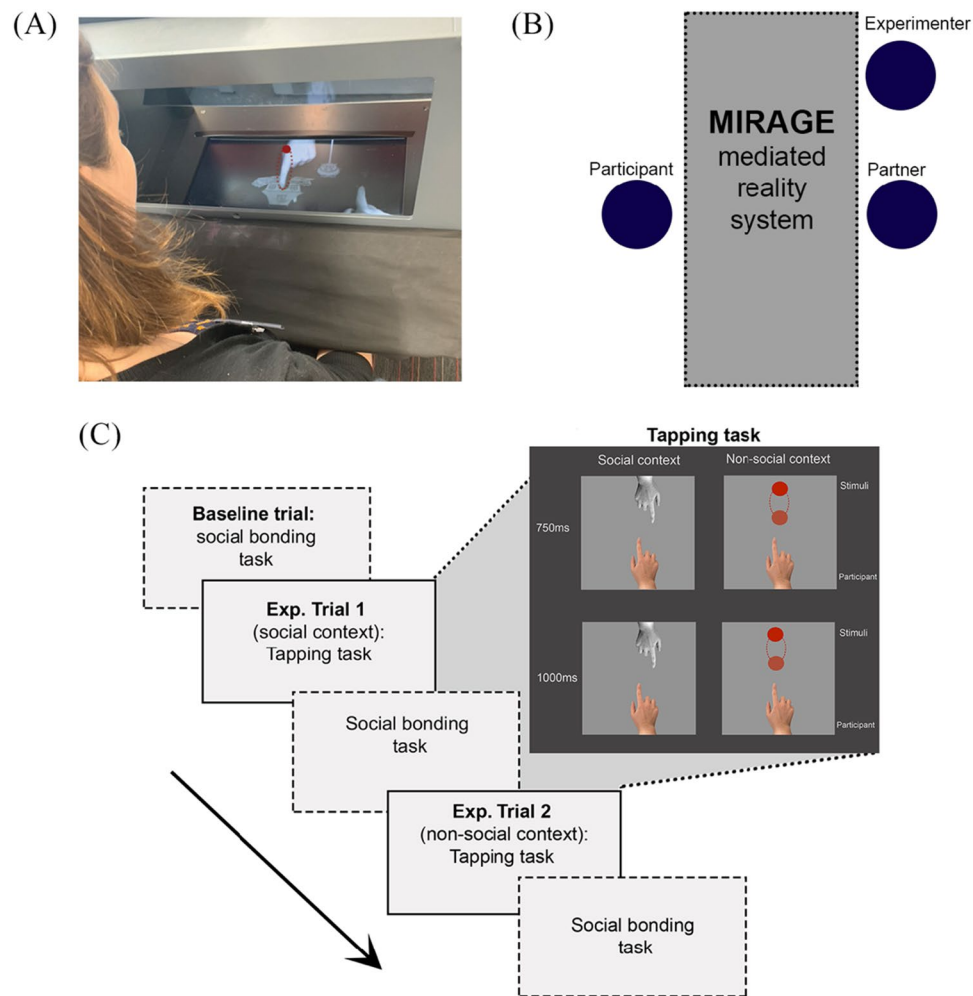 (A)
(B)
Experimenter
MIRAGE
mediated
reality
system
Participant
Partner
(C)
Tapping task
Social context
Non-social context
Stimuli
750ms
Participant
Stimuli
1000ms
Participant
Baseline trial:
social bonding
task
Exp. Trial 1
(social context):
Tapping task
Social bonding
task
Exp. Trial 2
(non-social context):
Tapping task
Social bonding
task